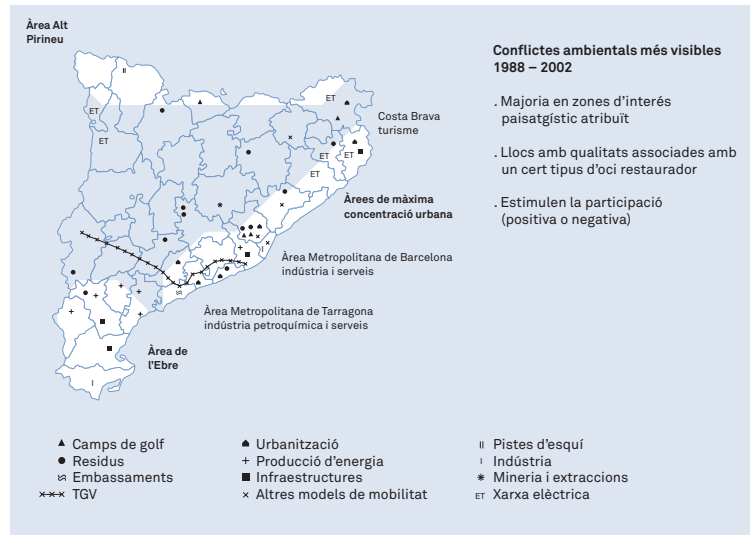 Àrea Alt
Pirineu
Conflictes ambientals més visibles
1988 – 2002
. Majoria en zones d'interés
paisatgístic atribuït
. Llocs amb qualitats associades amb
un cert tipus d'oci restaurador
. Estimulen la participació
(positiva o negativa)
II
ET
ET
ET
ET
ET
ET
Costa Brava
turisme
Àrees de màxima
concentració urbana
I
Àrea Metropolitana de Barcelona
indústria i serveis
Àrea Metropolitana de Tarragona
indústria petroquímica i serveis
Àrea de
l'Ebre
I
Camps de golf
Residus
Embassaments
TGV
Urbanització
Producció d'energia
Infraestructures
Altres models de mobilitat
II Pistes d'esquí
I Indústria
Mineria i extraccions
ET Xarxa elèctrica